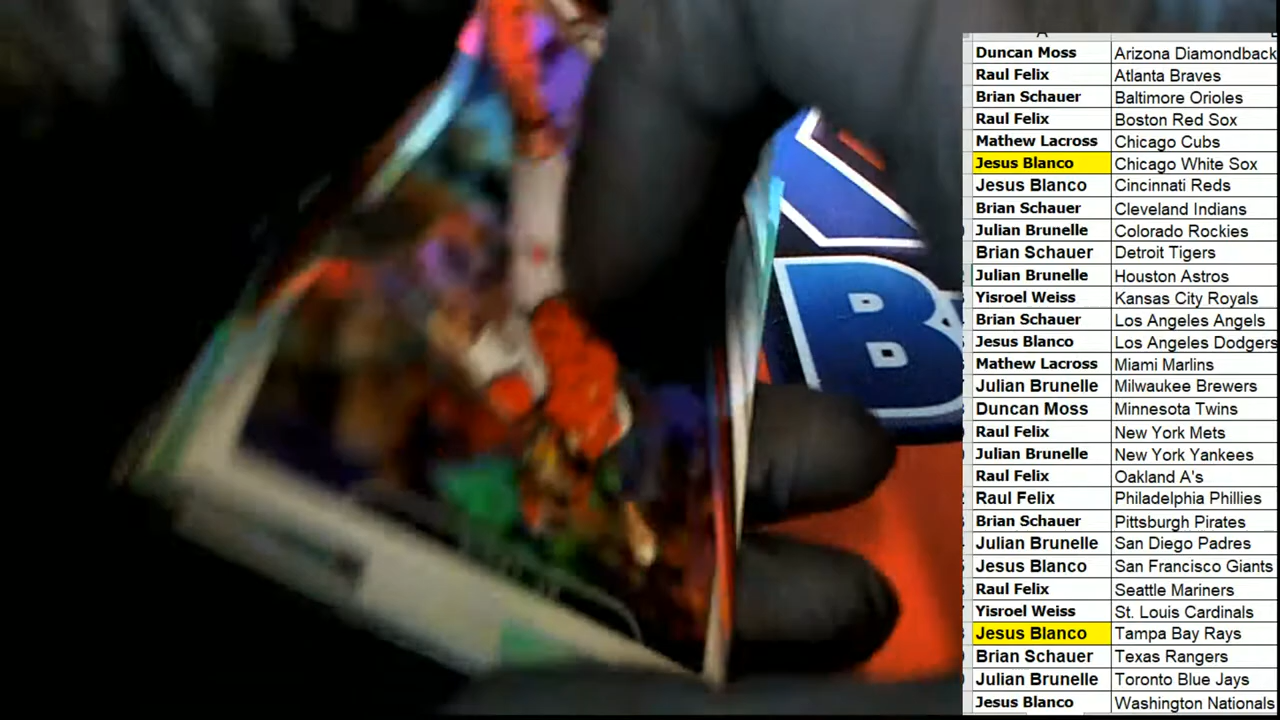 Duncan Moss Arizona Diamondback
Raul Felix Atlanta Braves
Brian Schauer Baltimore Orioles
Raul Felix Boston Red Sox
Mathew Lacross Chicago Cubs
Jesus Blanco Chicago White Sox
Jesus Blanco Cincinnati Reds
Brian Schauer Cleveland Indians
Julian Brunelle Colorado Rockies
Brian Schauer Detroit Tigers
Julian Brunelle Houston Astros
Yisroel Weiss Kansas City Royals
Brian Schauer Los Angeles Angels
Jesus Blanco Los Angeles Dodgers
Mathew Lacross Miami Marlins
Julian Brunelle Milwaukee Brewers
Duncan Moss Minnesota Twins
Raul Felix New York Mets
Julian Brunelle New York Yankees
Raul Felix Oakland A's
Raul Felix Philadelphia Phillies
Brian Schauer Pittsburgh Pirates
Julian Brunelle San Diego Padres
Jesus Blanco San Francisco Giants
Raul Felix Seattle Mariners
Yisroel Weiss St. Louis Cardinals
Jesus Blanco Tampa Bay Rays
Brian Schauer Texas Rangers
Julian Brunelle Toronto Blue Jays
Jesus Blanco Washington Nationals
B